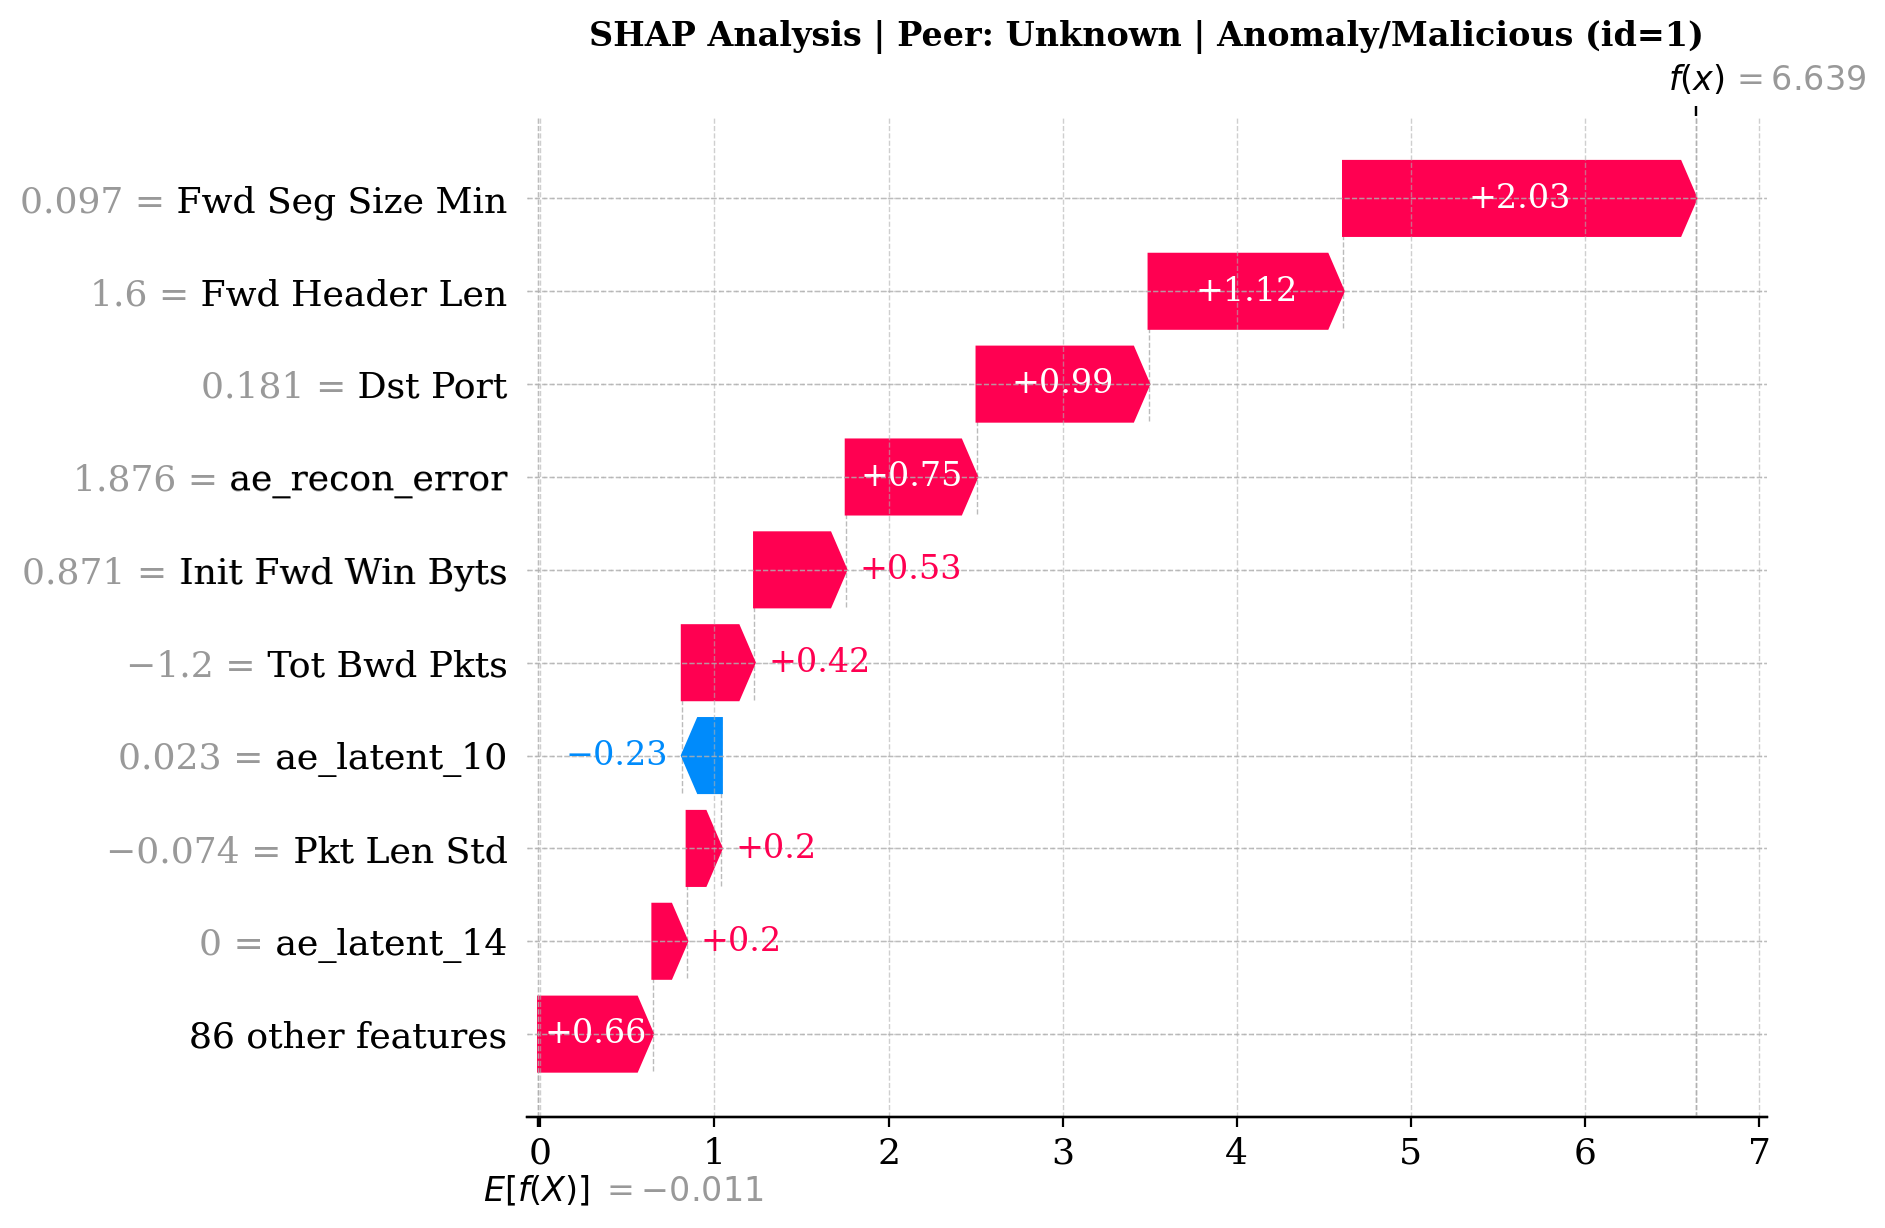 SHAP Analysis | Peer: Unknown | Anomaly/Malicious (id=1)
f(x) = 6.639
0.097 = Fwd Seg Size Min +2.03
1.6 = Fwd Header Len +1.12
0.181 = Dst Port +0.99
1.876 = ae_recon_error +0.75
0.871 = Init Fwd Win Byts +0.53
−1.2 = Tot Bwd Pkts +0.42
0.023 = ae_latent_10 −0.23
−0.074 = Pkt Len Std +0.2
0 = ae_latent_14 +0.2
86 other features +0.66
0 1 2 3 4 5 6 7
E[f(X)] = −0.011